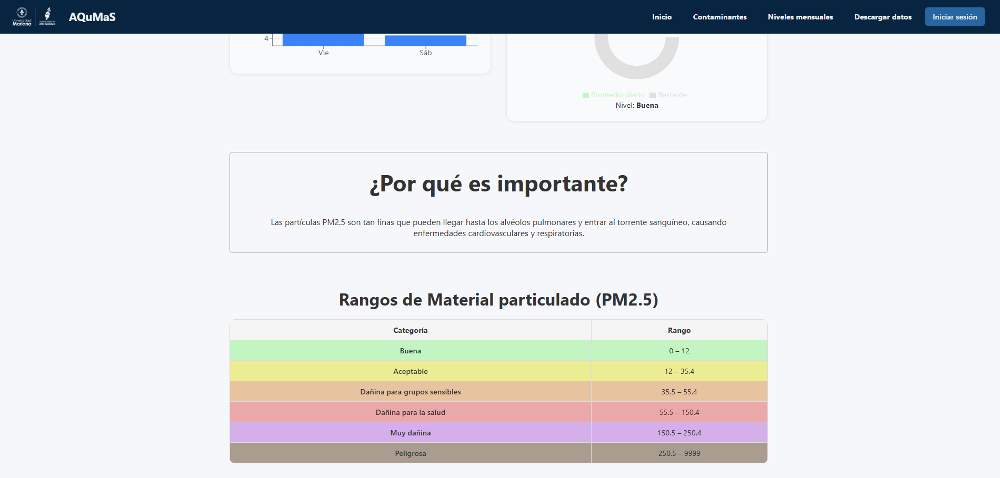 Universidad
Mariana
Acreditada en
Alta Calidad
AQuMaS
Inicio
Contaminantes
Niveles mensuales
Descargar datos
Iniciar sesión
4
Vie
Sáb
Promedio diario
Restante
Nivel: Buena
¿Por qué es importante?
Las partículas PM2.5 son tan finas que pueden llegar hasta los alvéolos pulmonares y entrar al torrente sanguíneo, causando
enfermedades cardiovasculares y respiratorias.
Rangos de Material particulado (PM2.5)
Categoría Rango
Buena 0 – 12
Aceptable 12 – 35.4
Dañina para grupos sensibles 35.5 – 55.4
Dañina para la salud 55.5 – 150.4
Muy dañina 150.5 – 250.4
Peligrosa 250.5 – 9999